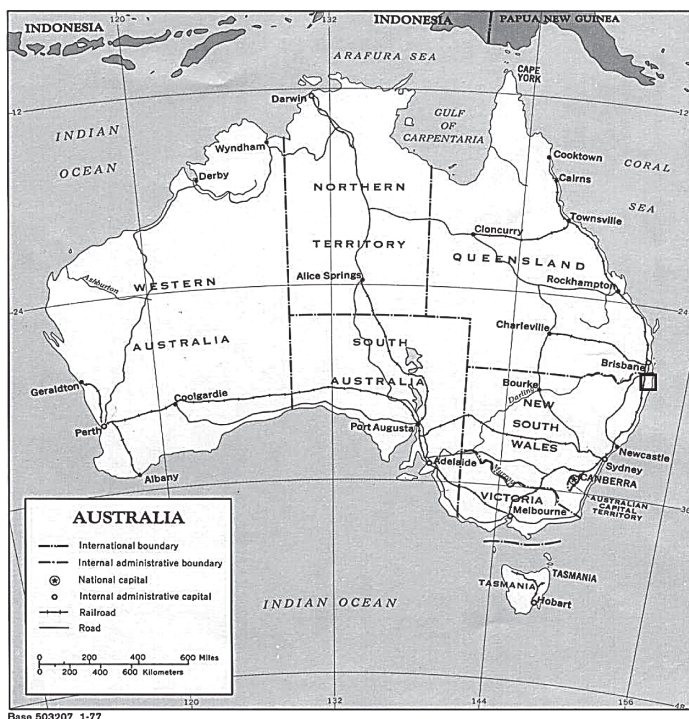 120
132
INDONESIA
INDONESIA
PAPUA NEW GUINEA
ARAFURA SEA
CAPE
YORK
Darwin
12
12
GULF
OF
CARPENTARIA
INDIAN
OCEAN
Wyndham
Derby
Cooktown
CORAL
Cairns
SEA
NORTHERN
Townsville
TERRITORY
Cloncurry
QUEENSLAND
Alice Springs
Rockhampton
Ashburton
WESTERN
24
24
Charleville
SOUTH
AUSTRALIA
Brisbane
AUSTRALIA
Bourke
Geraldton
Coolgardie
Darling
NEW
SOUTH
WALES
Perth
Port Augusta
Newcastle
Sydney
Adelaide
Murray
Albany
CANBERRA
VICTORIA
AUSTRALIAN
CAPITAL
TERRITORY
Melbourne
36
AUSTRALIA
International boundary
Internal administrative boundary
National capital
Internal administrative capital
Railroad
Road
0 200 400 600 Miles
0 200 400 600 Kilometers
TASMANIA
TASMANIA
Hobart
INDIAN OCEAN
120
132
144
156
48
Base 503207 1-77